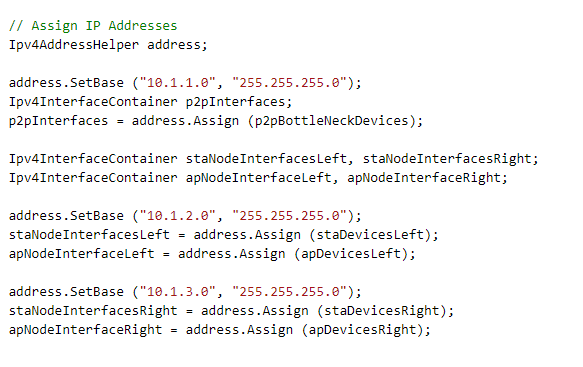 // Assign IP Addresses
Ipv4AddressHelper address;
address.SetBase ("10.1.1.0", "255.255.255.0");
Ipv4InterfaceContainer p2pInterfaces;
p2pInterfaces = address.Assign (p2pBottleNeckDevices);
Ipv4InterfaceContainer staNodeInterfacesLeft, staNodeInterfacesRight;
Ipv4InterfaceContainer apNodeInterfaceLeft, apNodeInterfaceRight;
address.SetBase ("10.1.2.0", "255.255.255.0");
staNodeInterfacesLeft = address.Assign (staDevicesLeft);
apNodeInterfaceLeft = address.Assign (apDevicesLeft);
address.SetBase ("10.1.3.0", "255.255.255.0");
staNodeInterfacesRight = address.Assign (staDevicesRight);
apNodeInterfaceRight = address.Assign (apDevicesRight);